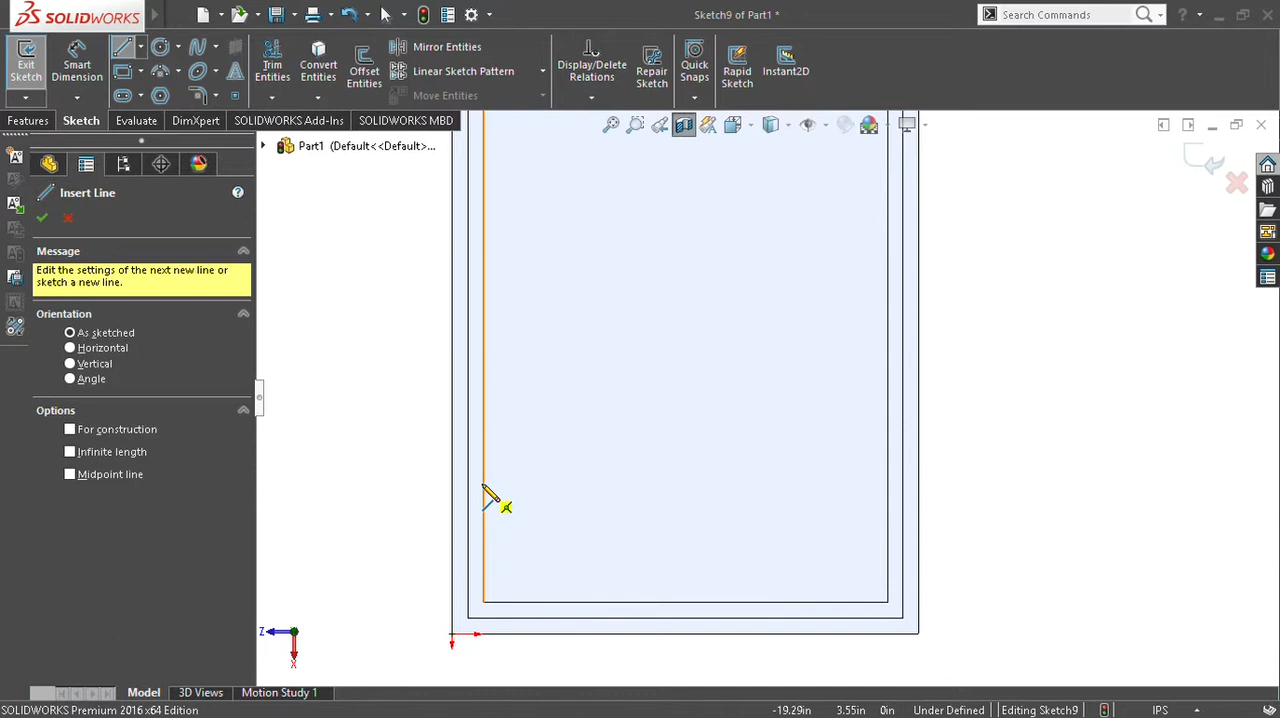 SOLIDWORKS
Sketch9 of Part1 *
Search Commands
?
Exit
Sketch
Smart
Dimension
Trim
Entities
Convert
Entities
Offset
Entities
Mirror Entities
Linear Sketch Pattern
Move Entities
Display/Delete
Relations
Repair
Sketch
Quick
Snaps
Rapid
Sketch
Instant2D
Features
Sketch
Evaluate
DimXpert
SOLIDWORKS Add-Ins
SOLIDWORKS MBD
Part1 (Default<<Default>...
Insert Line
?
Message
Edit the settings of the next new line or
sketch a new line.
Orientation
As sketched
Horizontal
Vertical
Angle
Options
For construction
Infinite length
Midpoint line
Z
X
Model
3D Views
Motion Study 1
SOLIDWORKS Premium 2016 x64 Edition
-19.29in
3.55in
0in
Under Defined
Editing Sketch9
IPS